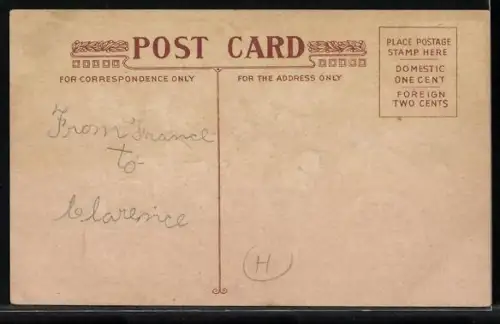 POST CARD
PLACE POSTAGE
STAMP HERE
DOMESTIC
ONE CENT
FOREIGN
TWO CENTS
FOR CORRESPONDENCE ONLY
FOR THE ADDRESS ONLY
From France
to
Clarence
H